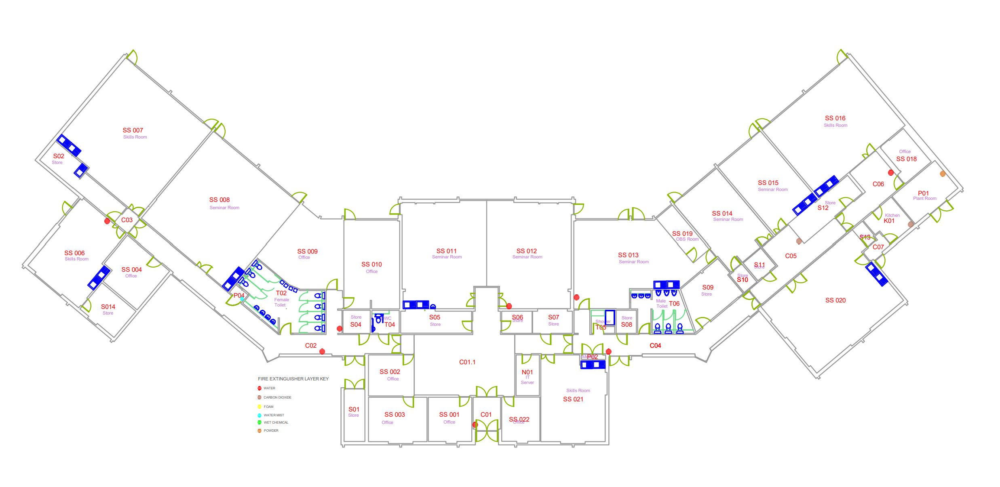 SS 007
Skills Room
S02
Store
C03
SS 006
Skills Room
SS 004
Office
S014
Store
SS 008
Seminar Room
SS 009
Office
P04
T02
Female
Toilet
SS 010
Office
Store
S04
T04
C02
SS 011
Seminar Room
S05
Store
SS 012
Seminar Room
S06
Store
S07
Store
SS 013
Seminar Room
SS 019
OBS Room
Shower
T05
Store
S08
Male
Toilet
T06
C04
P02
SS 014
Seminar Room
SS 015
Seminar Room
SS 016
Skills Room
Office
SS 018
C06
P01
Plant Room
Store
S12
Kitchen
K01
S13
C07
C05
S11
Store
Store
S10
S09
Store
SS 020
C01.1
SS 002
Office
N01
IT
Server
Skills Room
SS 021
S01
Store
SS 003
Office
SS 001
Office
C01
SS 022
Office
FIRE EXTINGUISHER LAYER KEY
WATER
CARBON DIOXIDE
FOAM
WATER MIST
WET CHEMICAL
POWDER